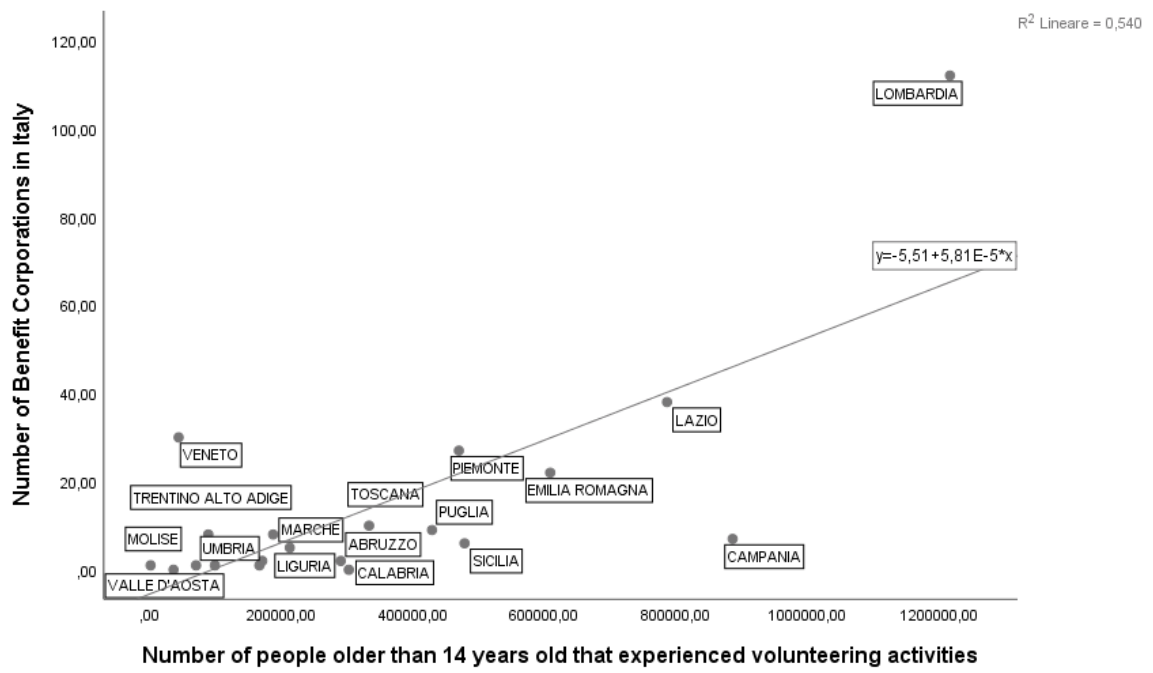 R² Lineare = 0,540
120,00
100,00
80,00
60,00
40,00
20,00
,00
Number of Benefit Corporations in Italy
LOMBARDIA
y=-5,51+5,81E-5*x
LAZIO
VENETO
PIEMONTE
EMILIA ROMAGNA
TRENTINO ALTO ADIGE
TOSCANA
PUGLIA
MOLISE
MARCHE
UMBRIA
ABRUZZO
SICILIA
CAMPANIA
LIGURIA
CALABRIA
VALLE D'AOSTA
,00 200000,00 400000,00 600000,00 800000,00 1000000,00 1200000,00
Number of people older than 14 years old that experienced volunteering activities